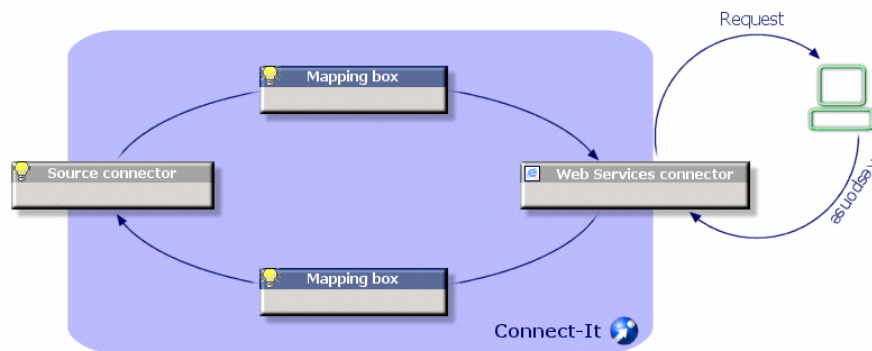 Request
Mapping box
Source connector
Web Services connector
Response
Mapping box
Connect-It